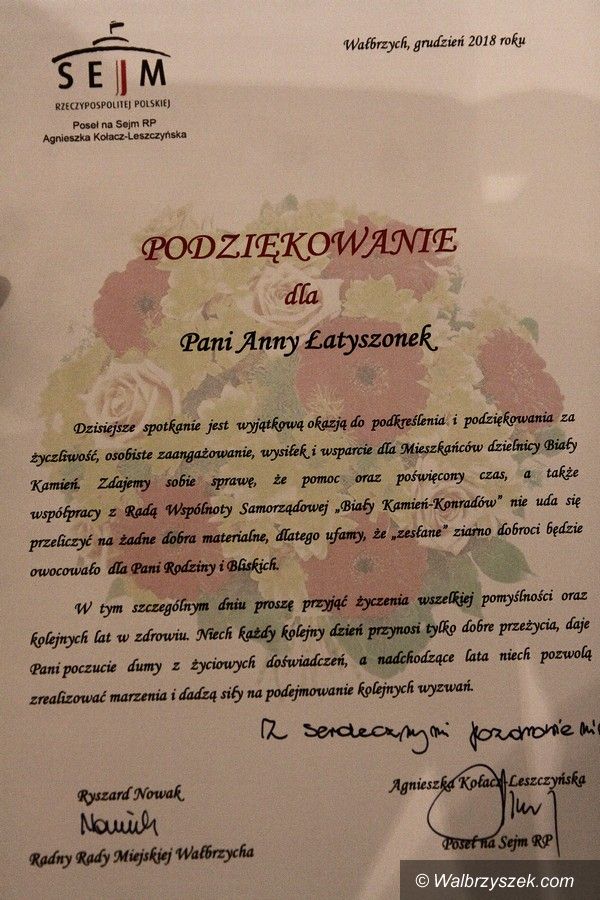 Wałbrzych, grudzień 2018 roku
SEJM
RZECZYPOSPOLITEJ POLSKIEJ
Poseł na Sejm RP
Agnieszka Kołacz-Leszczyńska
PODZIĘKOWANIE
dla
Pani Anny Łatyszonek
Dzisiejsze spotkanie jest wyjątkową okazją do podkreślenia i podziękowania za
życzliwość, osobiste zaangażowanie, wysiłek i wsparcie dla Mieszkańców dzielnicy Biały
Kamień. Zdajemy sobie sprawę, że pomoc oraz poświęcony czas, a także
współpracy z Radą Wspólnoty Samorządowej „Biały Kamień-Konradów” nie uda się
przeliczyć na żadne dobra materialne, dlatego ufamy, że „zesłane” ziarno dobroci będzie
owocowało dla Pani Rodziny i Bliskich.
W tym szczególnym dniu proszę przyjąć życzenia wszelkiej pomyślności oraz
kolejnych lat w zdrowiu. Niech każdy kolejny dzień przynosi tylko dobre przeżycia, daje
Pani poczucie dumy z życiowych doświadczeń, a nadchodzące lata niech pozwolą
zrealizować marzenia i dadzą siły na podejmowanie kolejnych wyzwań.
Z serdecznymi pozdrowieniami
Ryszard Nowak
Nowak
Radny Rady Miejskiej Wałbrzycha
Agnieszka Kołacz-Leszczyńska
Poseł na Sejm RP
© Walbrzyszek.com